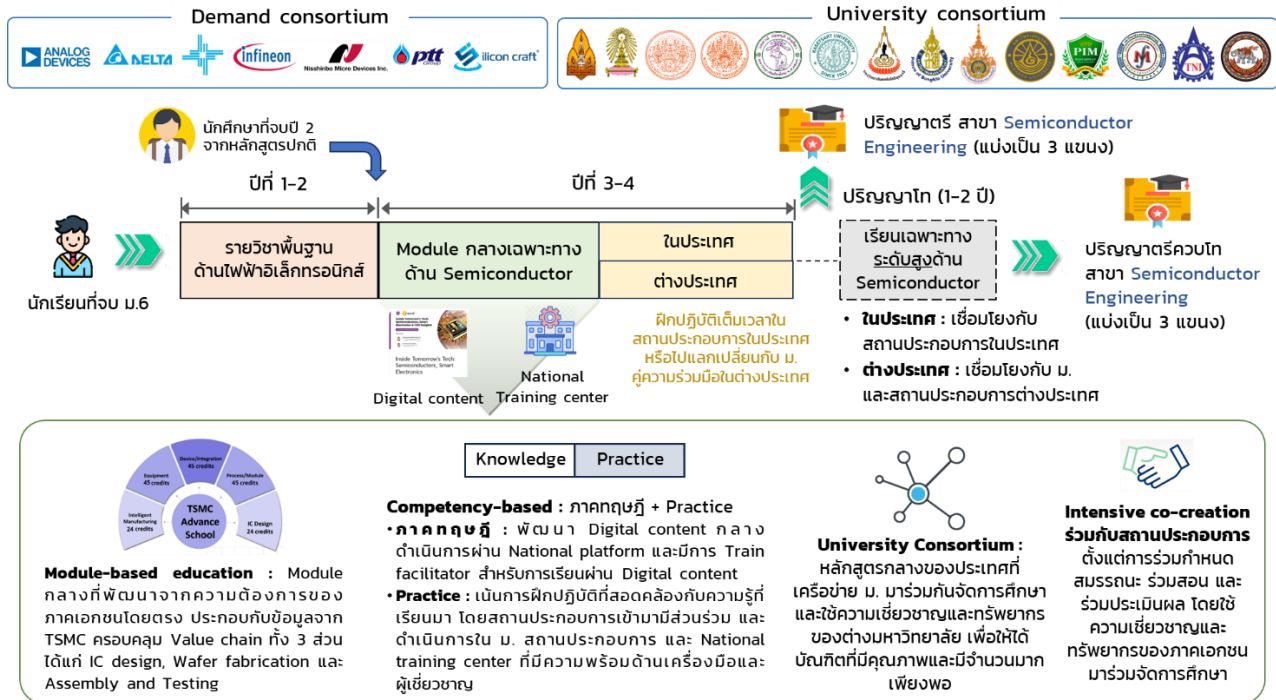 Demand consortium
University consortium
ANALOG
DEVICES
DELTA
infineon
Nisshinbo Micro Devices Inc.
ptt
GROUP
ilicon craft
PIM
TNI
นักศึกษาที่จบปี 2
จากหลักสูตรปกติ
ปีที่ 1-2
ปีที่ 3-4
ปริญญาตรี สาขา Semiconductor
Engineering (แบ่งเป็น 3 แขนง)
ปริญญาโท (1-2 ปี)
นักเรียนที่จบ ม.6
รายวิชาพื้นฐาน
ด้านไฟฟ้าอิเล็กทรอนิกส์
Module กลางเฉพาะทาง
ด้าน Semiconductor
ในประเทศ
ต่างประเทศ
เรียนเฉพาะทาง
ระดับสูงด้าน
Semiconductor
ปริญญาตรีควบโท
สาขา Semiconductor
Engineering
(แบ่งเป็น 3 แขนง)
Inside Tomorrow's Tech:
Semiconductors, Smart
Electronics
Digital content
National
Training center
ฝึกปฏิบัติเต็มเวลาใน
สถานประกอบการในประเทศ
หรือไปแลกเปลี่ยนกับ ม.
คู่ความร่วมมือในต่างประเทศ
• ในประเทศ : เชื่อมโยงกับ
สถานประกอบการในประเทศ
• ต่างประเทศ : เชื่อมโยงกับ ม.
และสถานประกอบการต่างประเทศ
Device/Integration
45 credits
Equipment
45 credits
Process/Module
45 credits
Intelligent
Manufacturing
24 credits
TSMC
Advance
School
IC Design
24 credits
Module-based education : Module
กลางที่พัฒนาจากความต้องการของ
ภาคเอกชนโดยตรง ประกอบกับข้อมูลจาก
TSMC ครอบคลุม Value chain ทั้ง 3 ส่วน
ได้แก่ IC design, Wafer fabrication และ
Assembly and Testing
Knowledge
Practice
Competency-based : ภาคทฤษฎี + Practice
•ภาคทฤษฎี : พัฒนา Digital content กลาง
ดำเนินการผ่าน National platform และมีการ Train
facilitator สำหรับการเรียนผ่าน Digital content
•Practice : เน้นการฝึกปฏิบัติที่สอดคล้องกับความรู้ที่
เรียนมา โดยสถานประกอบการเข้ามามีส่วนร่วม และ
ดำเนินการใน ม. สถานประกอบการ และ National
training center ที่มีความพร้อมด้านเครื่องมือและ
ผู้เชี่ยวชาญ
University Consortium :
หลักสูตรกลางของประเทศที่
เครือข่าย ม. มาร่วมกันจัดการศึกษา
และใช้ความเชี่ยวชาญและทรัพยากร
ของต่างมหาวิทยาลัย เพื่อให้ได้
บัณฑิตที่มีคุณภาพและมีจำนวนมาก
เพียงพอ
Intensive co-creation
ร่วมกับสถานประกอบการ
ตั้งแต่การร่วมกำหนด
สมรรถนะ ร่วมสอน และ
ร่วมประเมินผล โดยใช้
ความเชี่ยวชาญและ
ทรัพยากรของภาคเอกชน
มาร่วมจัดการศึกษา